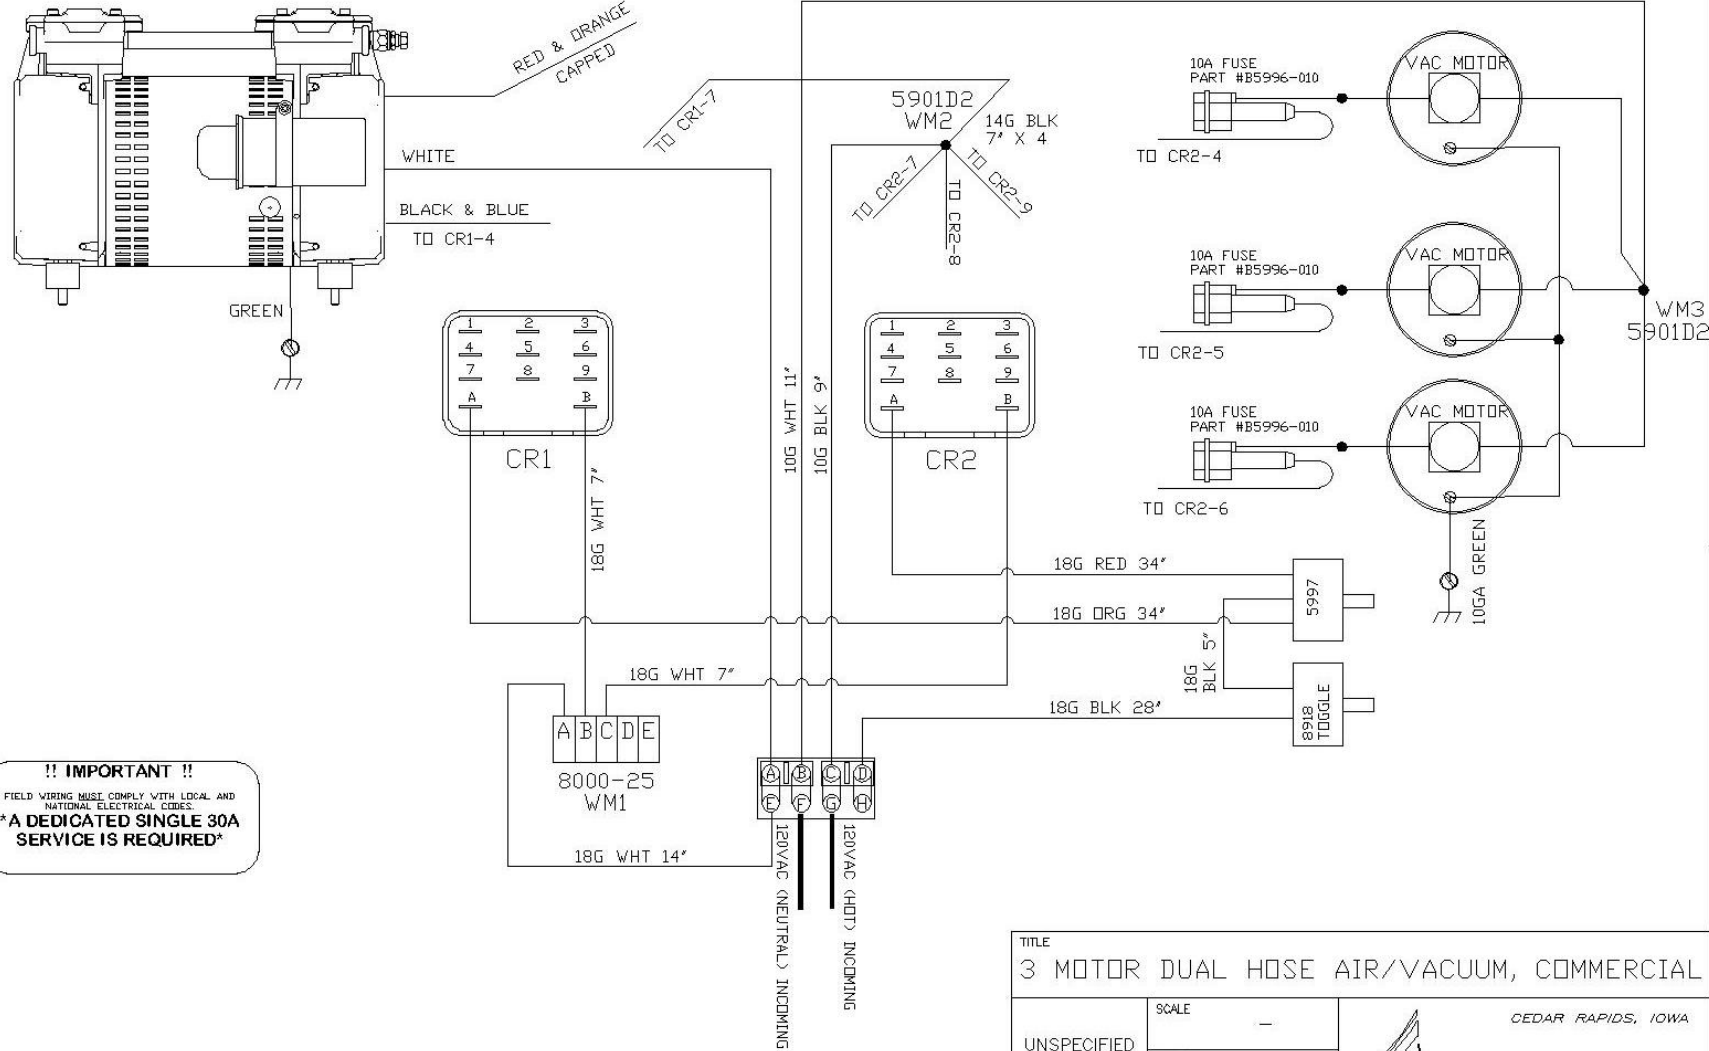 RED & ORANGE
CAPPED
WHITE
BLACK & BLUE
TO CR1-4
GREEN
TO CR1-7
5901D2
WM2
14G BLK
7" X 4
TO CR2-7
TO CR2-8
TO CR2-9
10A FUSE
PART #B5996-010
TO CR2-4
VAC MOTOR
10A FUSE
PART #B5996-010
TO CR2-5
VAC MOTOR
WM3
5901D2
10A FUSE
PART #B5996-010
TO CR2-6
VAC MOTOR
10GA GREEN
1 2 3
4 5 6
7 8 9
A B
CR1
1 2 3
4 5 6
7 8 9
A B
CR2
10G WHT 11"
10G BLK 9"
18G WHT 7"
18G RED 34"
18G ORG 34"
5997
18G
BLK 5"
18G WHT 7"
18G BLK 28"
8918
TOGGLE
A B C D E
8000-25
WM1
A B C D
E F G H
18G WHT 14"
120VAC (NEUTRAL) INCOMING
120VAC (HOT) INCOMING
!! IMPORTANT !!
FIELD WIRING MUST COMPLY WITH LOCAL AND
NATIONAL ELECTRICAL CODES.
*A DEDICATED SINGLE 30A
SERVICE IS REQUIRED*
TITLE
3 MOTOR DUAL HOSE AIR/VACUUM, COMMERCIAL
SCALE
–
UNSPECIFIED
CEDAR RAPIDS, IOWA